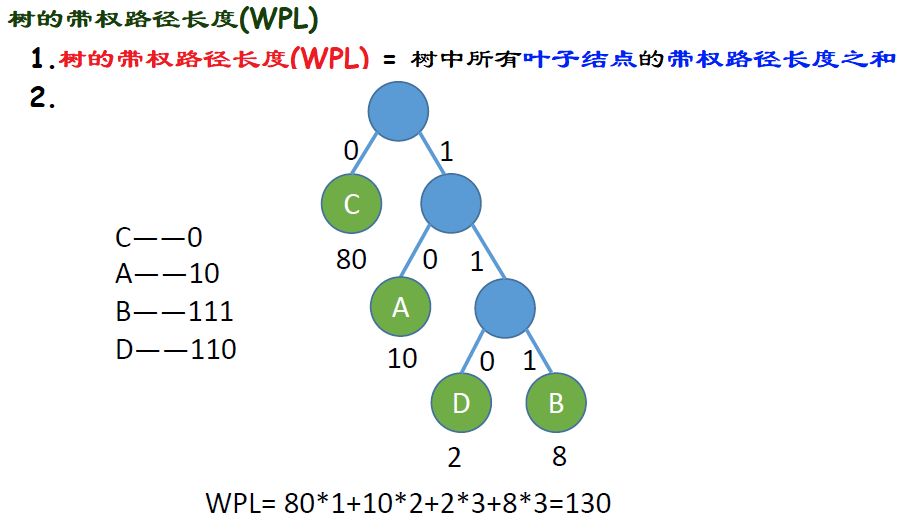 树的带权路径长度(WPL)
1.树的带权路径长度(WPL) = 树中所有叶子结点的带权路径长度之和
2.
0 1
C
80 0 1
C——0
A——10
A
B——111
D——110
10 0 1
D B
2 8
WPL= 80*1+10*2+2*3+8*3=130